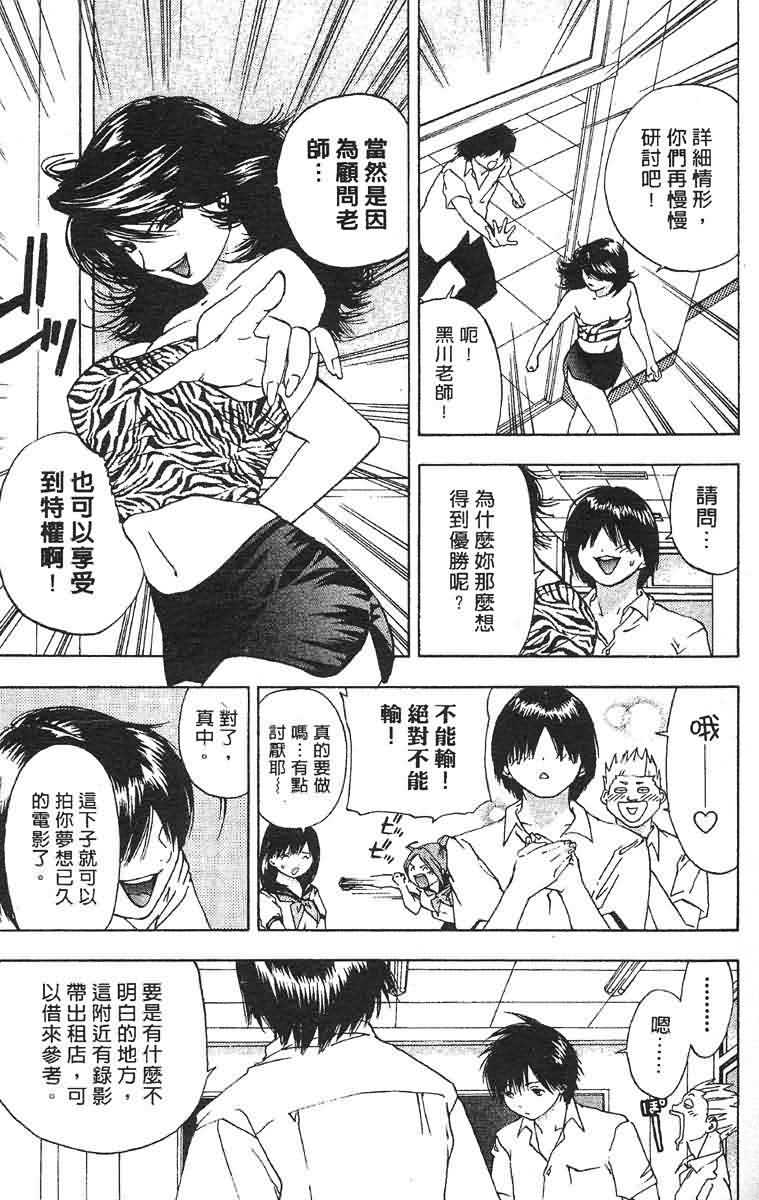 詳細情形，
你們再慢慢
研討吧！
呃！
黑川老師！
請問…
為什麼妳那麼想
得到優勝呢？
當然是因
為顧問老
師…
也可以享受
到特權啊！
哦——♡
不能輸！
絕對不能
輸！
真的要做
嗎…有點
討厭耶～
ビ
ビ
對了，
真中。
這下子就可以
拍你夢想已久
的電影了。
………
嗯…
ぽ
要是有什麼不
明白的地方，
這附近有錄影
帶出租店，可
以借來參考。